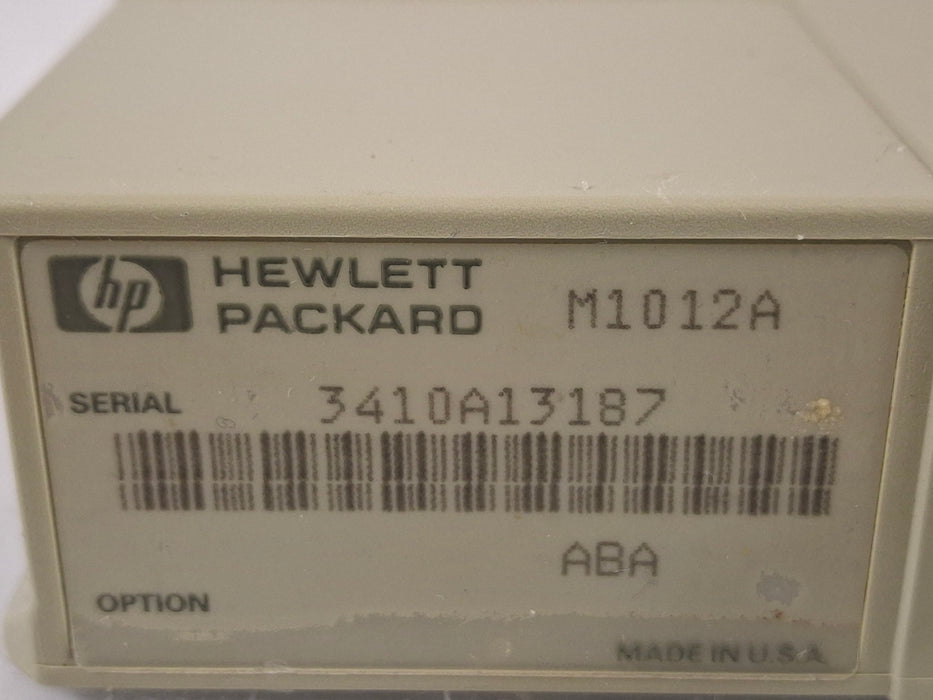 hp HEWLETT
PACKARD M1012A
SERIAL 3410A13187
ABA
OPTION
MADE IN U.S.A